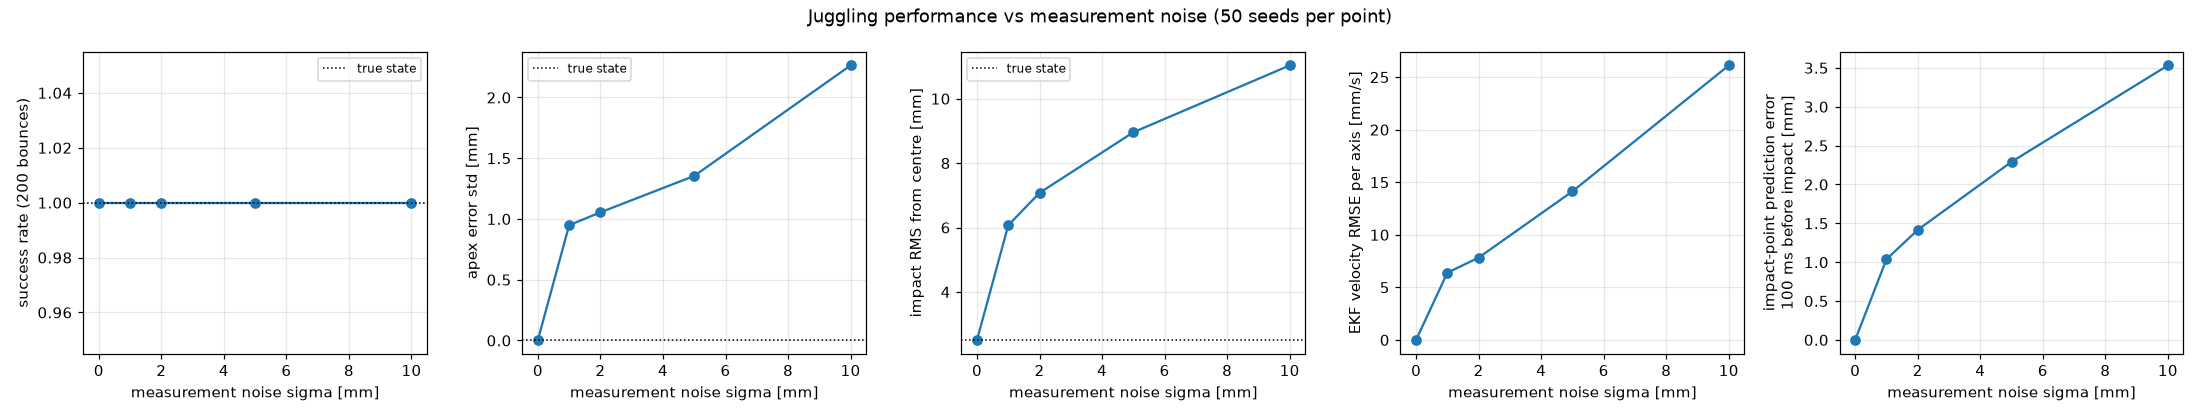 Juggling performance vs measurement noise (50 seeds per point)
success rate (200 bounces)
1.04
1.02
1.00
0.98
0.96
true state
0 2 4 6 8 10
measurement noise sigma [mm]
apex error std [mm]
2.0
1.5
1.0
0.5
0.0
true state
0 2 4 6 8 10
measurement noise sigma [mm]
impact RMS from centre [mm]
10
8
6
4
true state
0 2 4 6 8 10
measurement noise sigma [mm]
EKF velocity RMSE per axis [mm/s]
25
20
15
10
5
0
0 2 4 6 8 10
measurement noise sigma [mm]
impact-point prediction error
100 ms before impact [mm]
3.5
3.0
2.5
2.0
1.5
1.0
0.5
0.0
0 2 4 6 8 10
measurement noise sigma [mm]